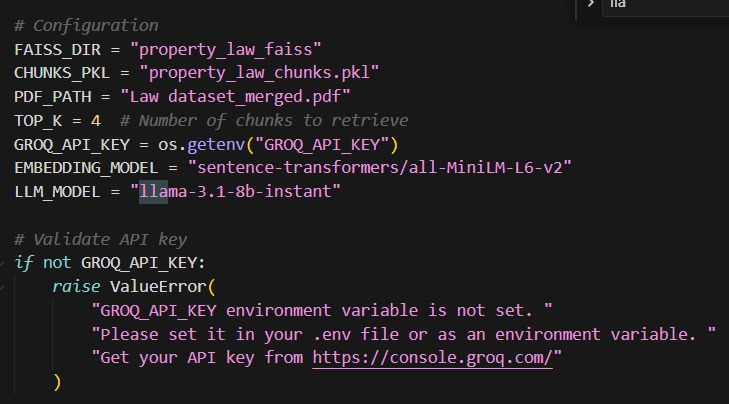 lla
# Configuration
FAISS_DIR = "property_law_faiss"
CHUNKS_PKL = "property_law_chunks.pkl"
PDF_PATH = "Law dataset_merged.pdf"
TOP_K = 4  # Number of chunks to retrieve
GROQ_API_KEY = os.getenv("GROQ_API_KEY")
EMBEDDING_MODEL = "sentence-transformers/all-MiniLM-L6-v2"
LLM_MODEL = "llama-3.1-8b-instant"
# Validate API key
if not GROQ_API_KEY:
    raise ValueError(
        "GROQ_API_KEY environment variable is not set. "
        "Please set it in your .env file or as an environment variable. "
        "Get your API key from https://console.groq.com/"
    )